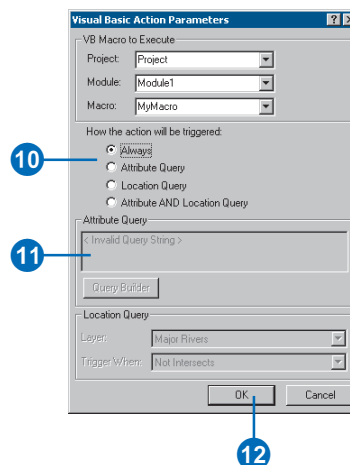 Visual Basic Action Parameters
VB Macro to Execute
Project: Project
Module: Module1
Macro: MyMacro
How the action will be triggered:
Always
10
Attribute Query
Location Query
Attribute AND Location Query
Attribute Query
< Invalid Query String >
11
Query Builder
Location Query
Layer: Major Rivers
Trigger When: Not Intersects
OK Cancel
12